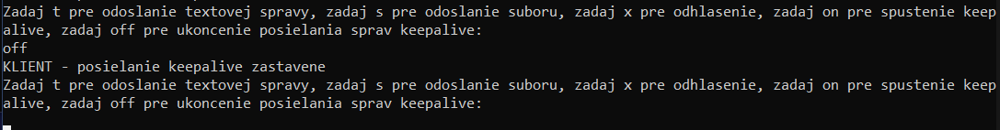 Zadaj t pre odoslanie textovej spravy, zadaj s pre odoslanie suboru, zadaj x pre odhlasenie, zadaj on pre spustenie keep
alive, zadaj off pre ukoncenie posielania sprav keepalive:
off
KLIENT - posielanie keepalive zastavene
Zadaj t pre odoslanie textovej spravy, zadaj s pre odoslanie suboru, zadaj x pre odhlasenie, zadaj on pre spustenie keep
alive, zadaj off pre ukoncenie posielania sprav keepalive: